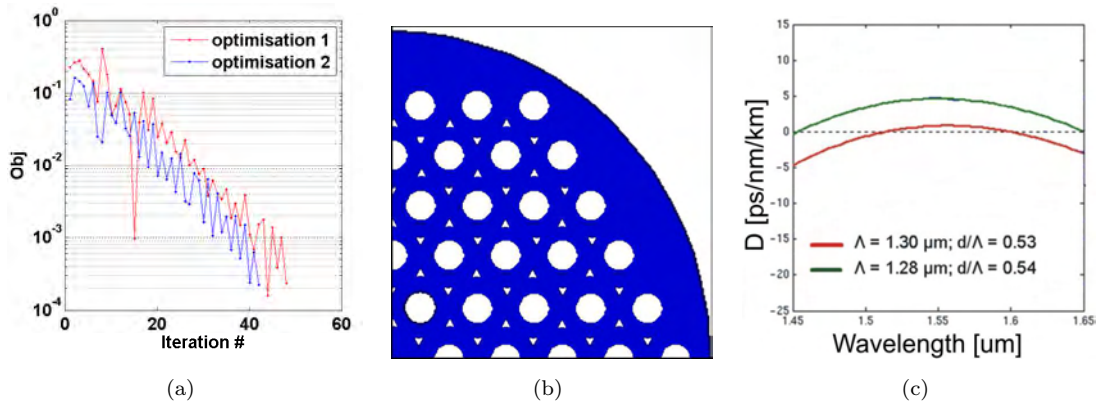 10^0
10^-1
10^-2
10^-3
10^-4
Obj
optimisation 1
optimisation 2
0 20 40 60
Iteration #
(a)
(b)
15
10
5
0
-5
-10
-15
-20
-25
D [ps/nm/km]
Λ = 1.30 µm; d/Λ = 0.53
Λ = 1.28 µm; d/Λ = 0.54
1.45 1.5 1.55 1.6 1.65
Wavelength [um]
(c)